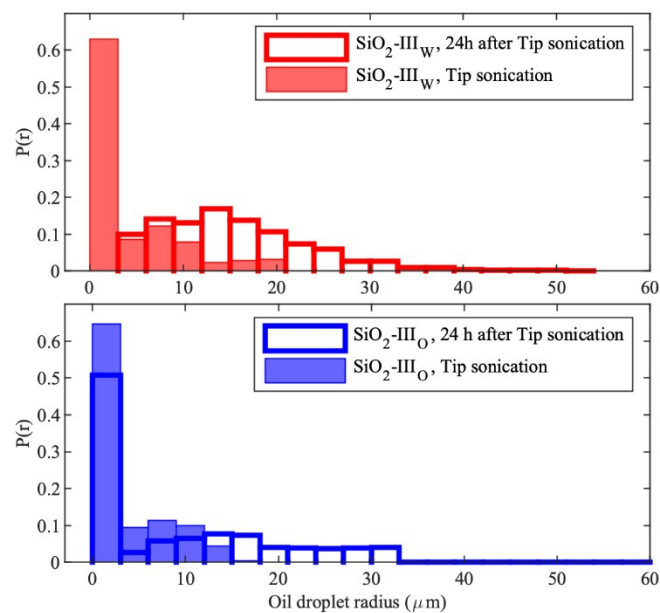 0.6
0.5
0.4
0.3
0.2
0.1
0
P(r)
SiO2-IIIW, 24h after Tip sonication
SiO2-IIIW, Tip sonication
0 10 20 30 40 50 60
0.6
0.5
0.4
0.3
0.2
0.1
0
P(r)
SiO2-IIIO, 24 h after Tip sonication
SiO2-IIIO, Tip sonication
0 10 20 30 40 50 60
Oil droplet radius (μm)